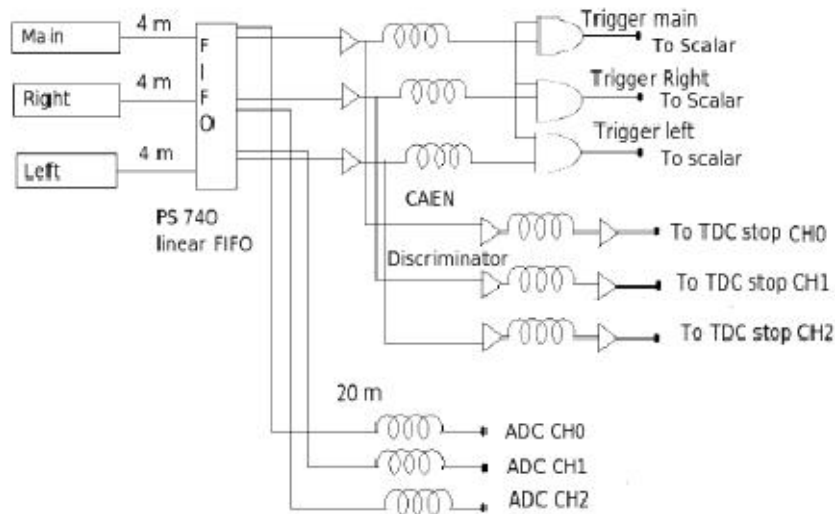 Main
4 m
Right
4 m
Left
4 m
F
I
F
O
PS 740
linear FIFO
Trigger main
To Scalar
Trigger Right
To Scalar
Trigger left
To scalar
CAEN
Discriminator
To TDC stop CH0
To TDC stop CH1
To TDC stop CH2
20 m
ADC CH0
ADC CH1
ADC CH2